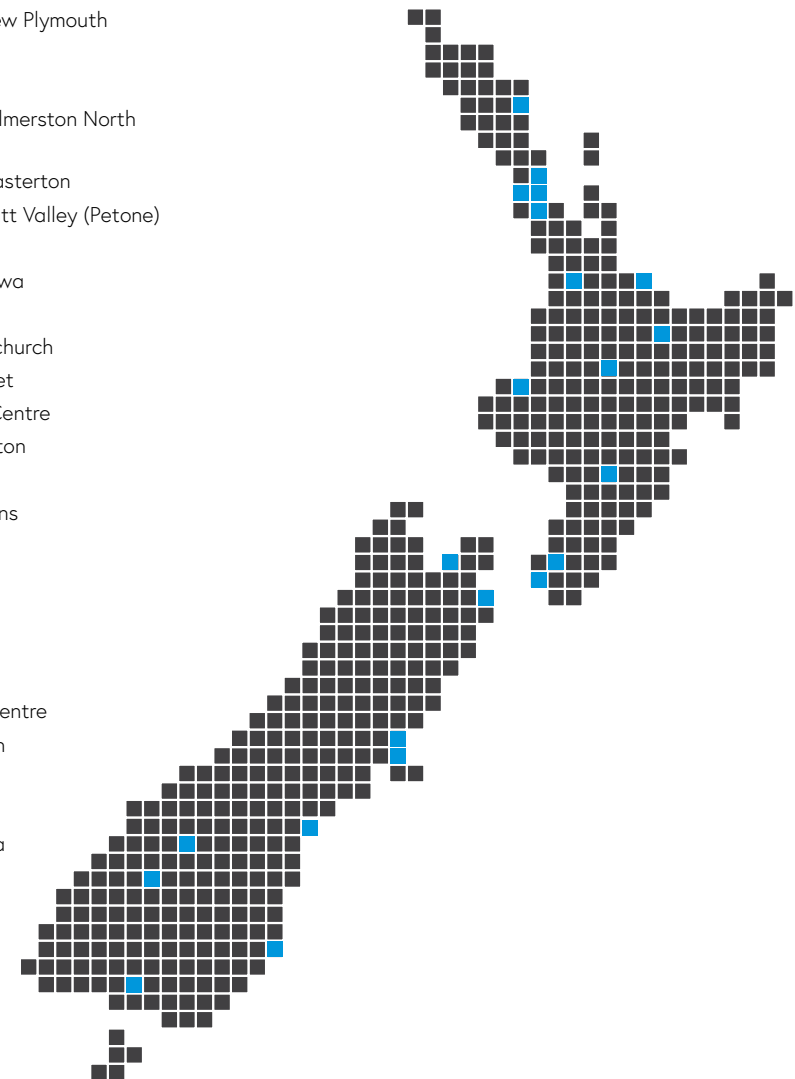 ew Plymouth
lmerston North
asterton
tt Valley (Petone)
wa
church
et
Centre
ton
ns
entre
n
a